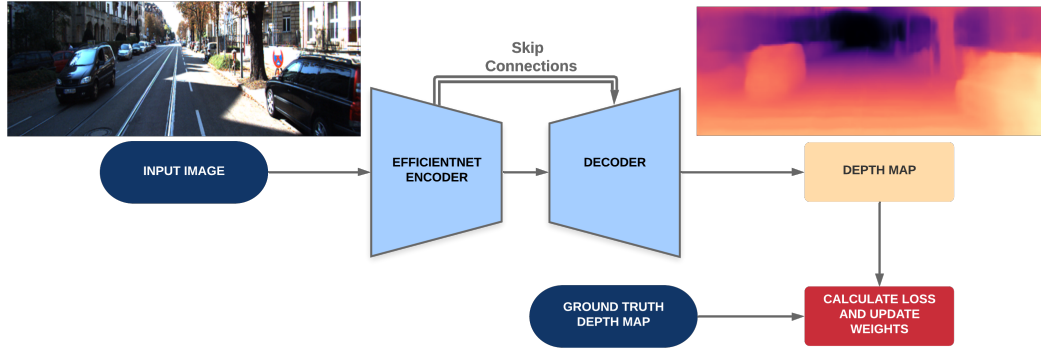 Skip
Connections
INPUT IMAGE
EFFICIENTNET
ENCODER
DECODER
DEPTH MAP
GROUND TRUTH
DEPTH MAP
CALCULATE LOSS
AND UPDATE
WEIGHTS